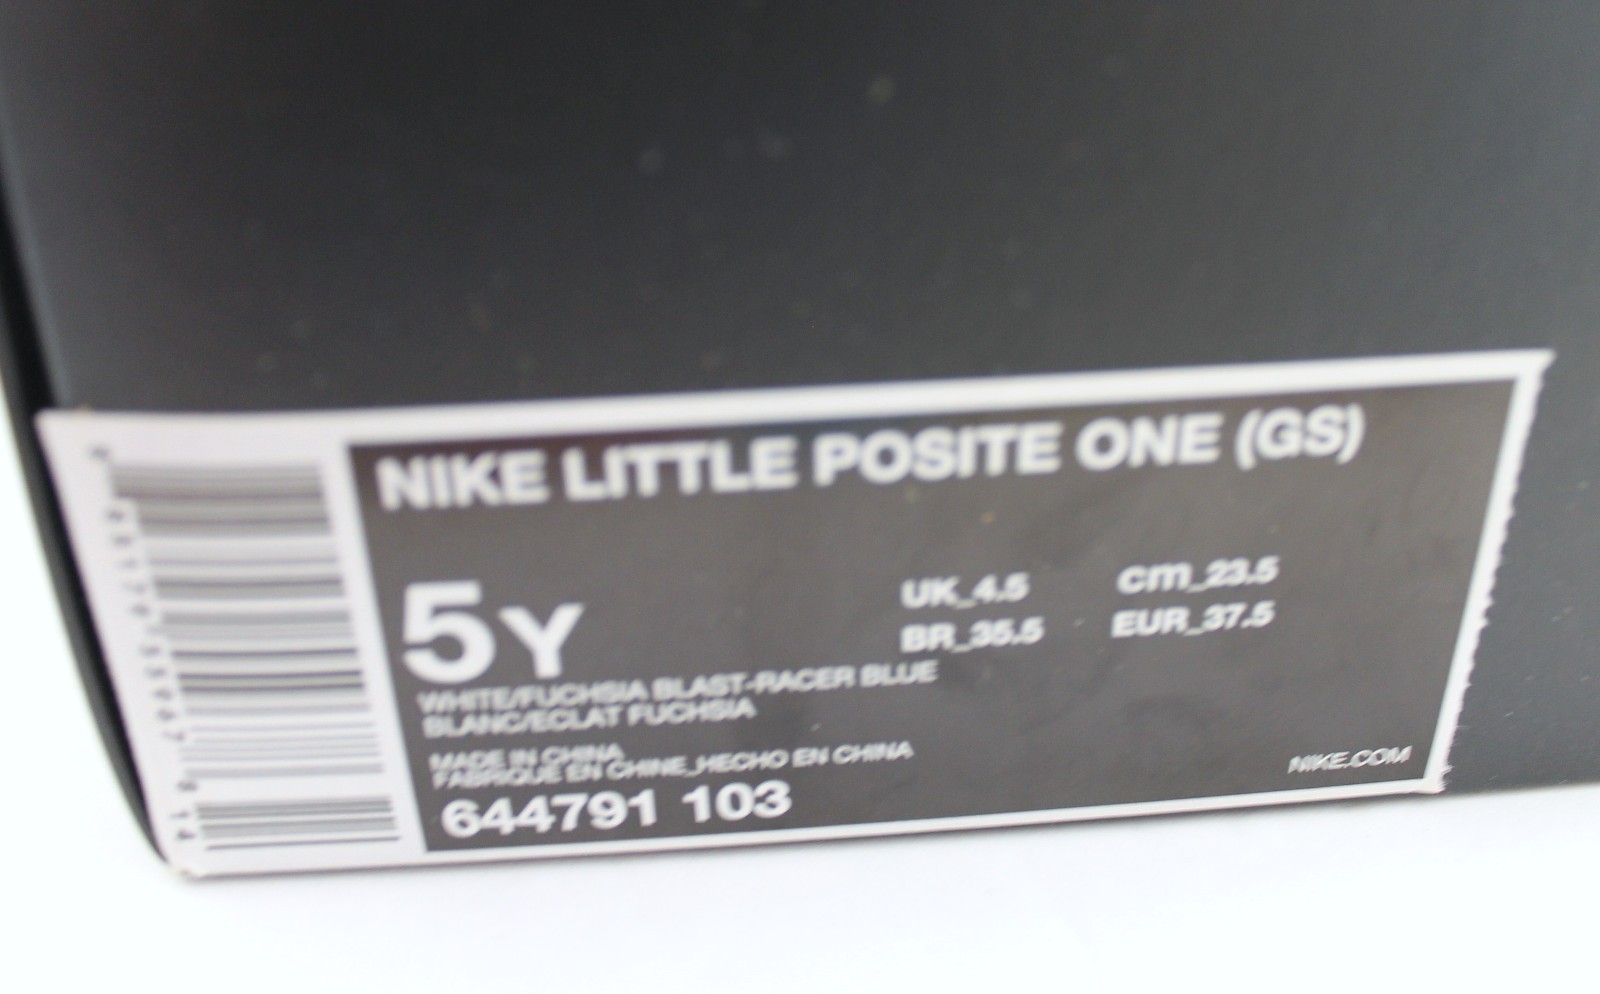 NIKE LITTLE POSITE ONE (GS)
5Y
UK_4.5 cm_23.5
BR_35.5 EUR_37.5
WHITE/FUCHSIA BLAST-RACER BLUE
BLANC/ECLAT FUCHSIA
MADE IN CHINA
FABRIQUE EN CHINE_HECHO EN CHINA
644791 103
NIKE.COM